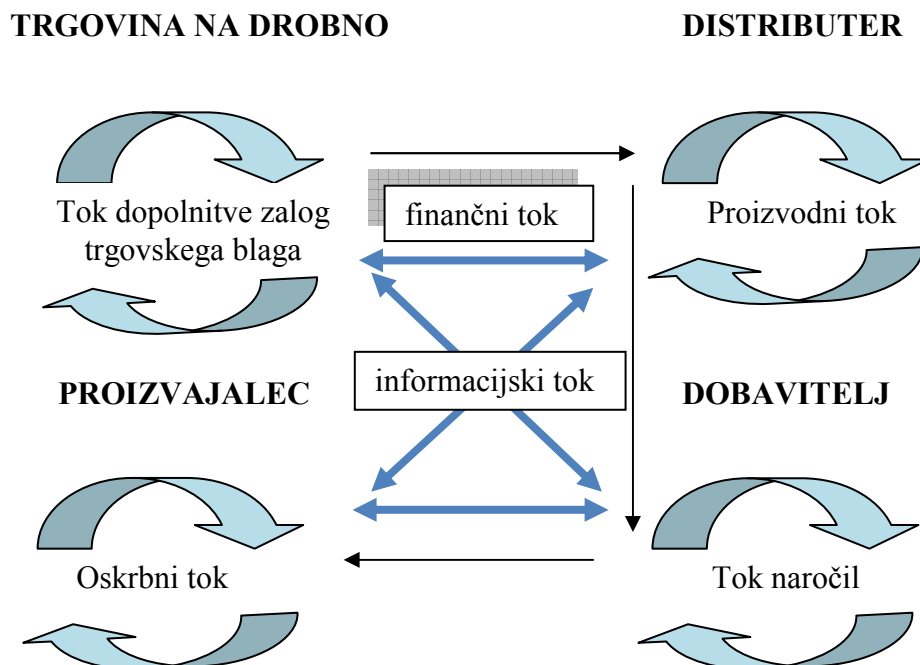 TRGOVINA NA DROBNO
DISTRIBUTER
Tok dopolnitve zalog
trgovskega blaga
finančni tok
Proizvodni tok
informacijski tok
PROIZVAJALEC
DOBAVITELJ
Oskrbni tok
Tok naročil